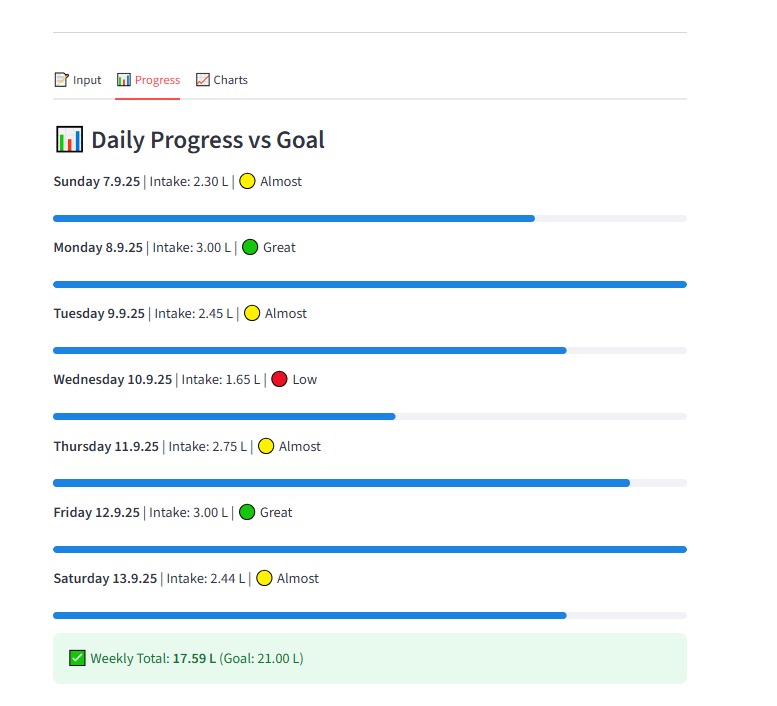 Input Progress Charts
Daily Progress vs Goal
Sunday 7.9.25 | Intake: 2.30 L | Almost
Monday 8.9.25 | Intake: 3.00 L | Great
Tuesday 9.9.25 | Intake: 2.45 L | Almost
Wednesday 10.9.25 | Intake: 1.65 L | Low
Thursday 11.9.25 | Intake: 2.75 L | Almost
Friday 12.9.25 | Intake: 3.00 L | Great
Saturday 13.9.25 | Intake: 2.44 L | Almost
Weekly Total: 17.59 L (Goal: 21.00 L)